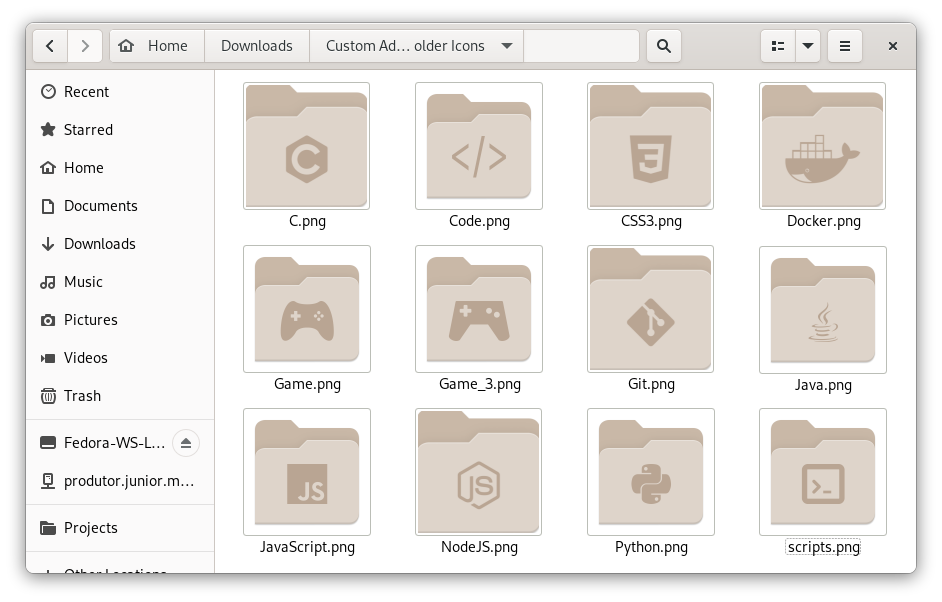 Home
Downloads
Custom Ad... older Icons
Recent
Starred
Home
Documents
Downloads
Music
Pictures
Videos
Trash
Fedora-WS-L...
produtor.junior.m...
Projects
Other Locations
C.png
Code.png
CSS3.png
Docker.png
Game.png
Game_3.png
Git.png
Java.png
JS
JS
JavaScript.png
NodeJS.png
Python.png
scripts.png